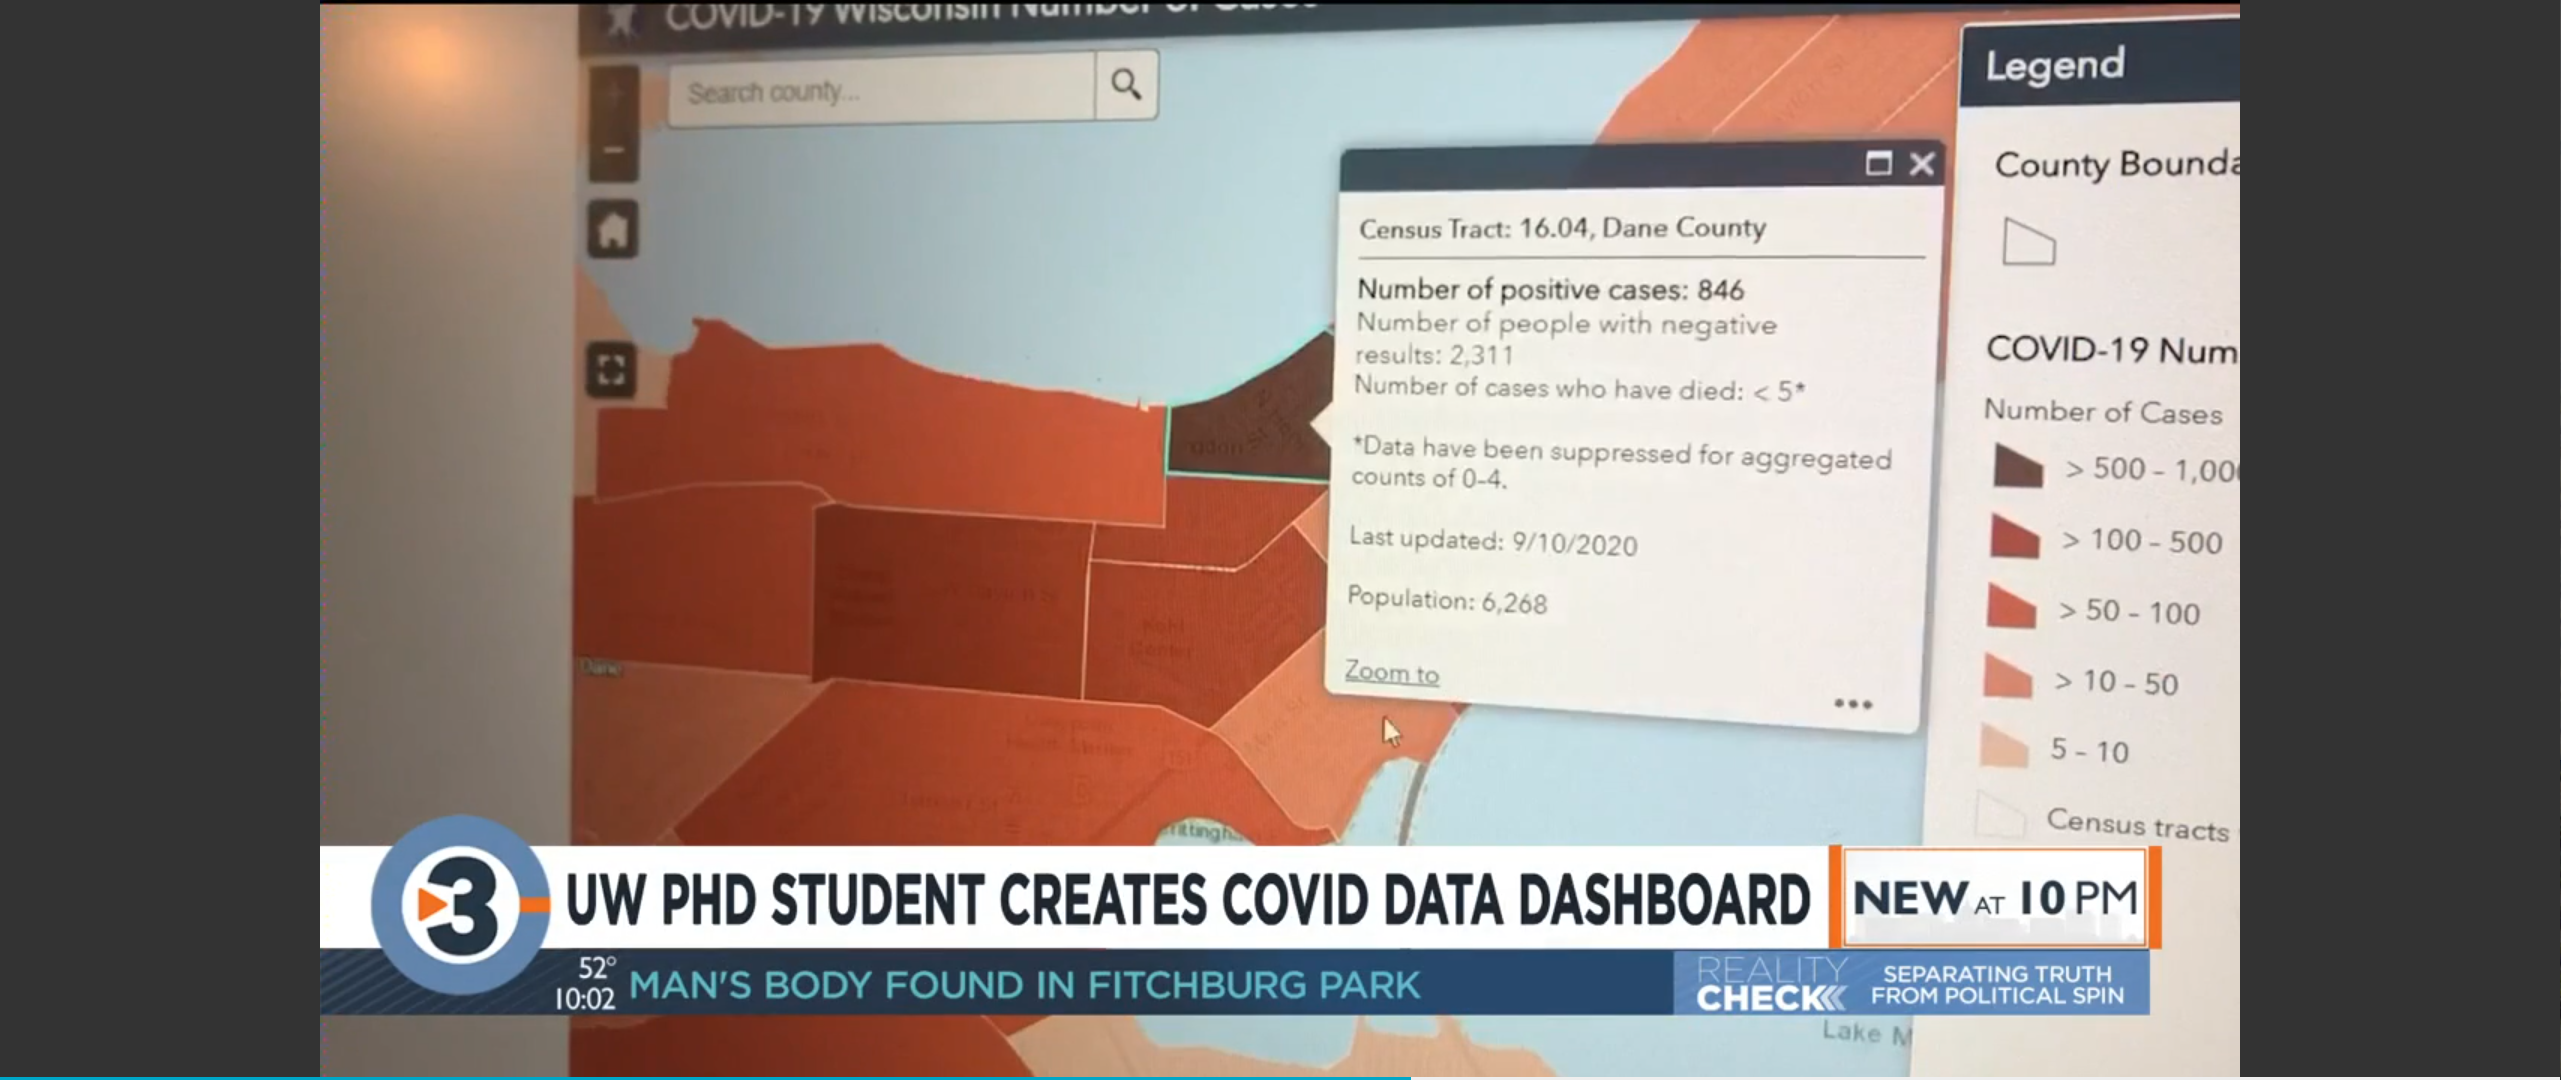 COVID-19 Wisconsin Number of Cases
Search county...
Legend
County Bounda
Census Tract: 16.04, Dane County
Number of positive cases: 846
Number of people with negative
results: 2,311
Number of cases who have died: < 5*
*Data have been suppressed for aggregated
counts of 0-4.
Last updated: 9/10/2020
Population: 6,268
Zoom to
COVID-19 Num
Number of Cases
> 500 - 1,00
> 100 - 500
> 50 - 100
> 10 - 50
5 - 10
Census tracts
Kohl
Center
Dane
151
3
UW PHD STUDENT CREATES COVID DATA DASHBOARD
NEW AT 10 PM
52°
10:02
MAN'S BODY FOUND IN FITCHBURG PARK
REALITY
CHECK
SEPARATING TRUTH
FROM POLITICAL SPIN
Lake M